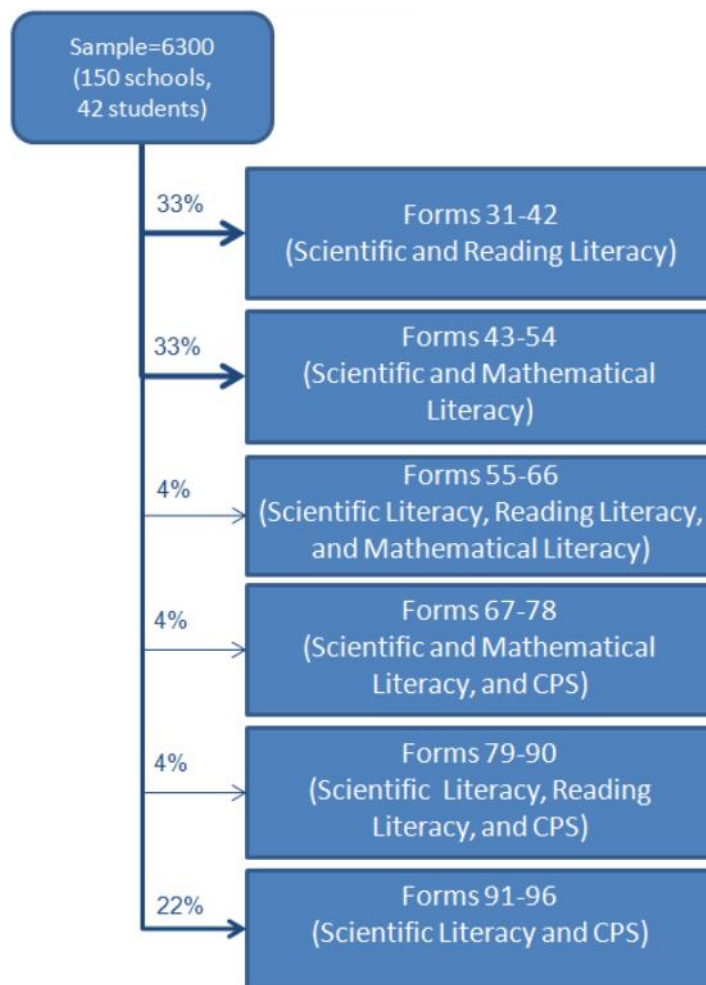 Sample=6300
(150 schools,
42 students)
33%
Forms 31-42
(Scientific and Reading Literacy)
33%
Forms 43-54
(Scientific and Mathematical
Literacy)
4%
Forms 55-66
(Scientific Literacy, Reading Literacy,
and Mathematical Literacy)
4%
Forms 67-78
(Scientific and Mathematical
Literacy, and CPS)
4%
Forms 79-90
(Scientific Literacy, Reading
Literacy, and CPS)
22%
Forms 91-96
(Scientific Literacy and CPS)